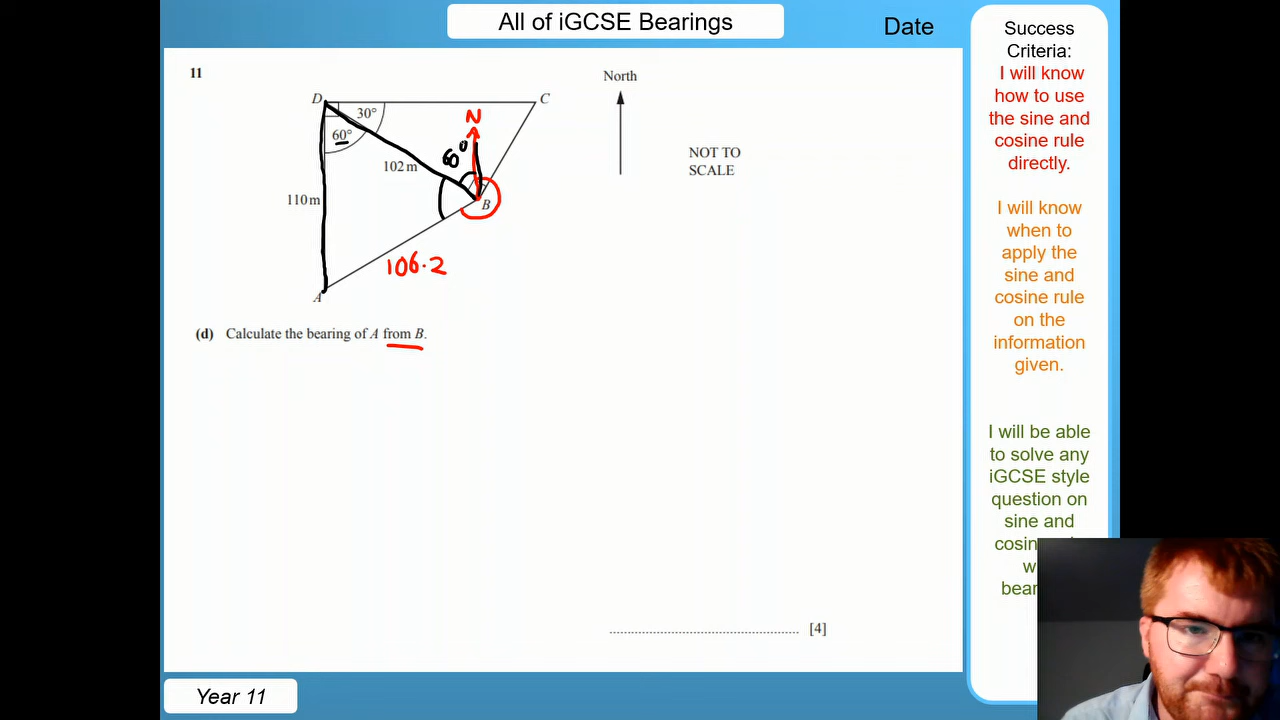 All of iGCSE Bearings
Date
Success
Criteria:
I will know
how to use
the sine and
cosine rule
directly.
I will know
when to
apply the
sine and
cosine rule
on the
information
given.
I will be able
to solve any
iGCSE style
question on
sine and
11
D
C
30°
60°
N
60°
102 m
110 m
B
106.2
A
North
NOT TO
SCALE
(d) Calculate the bearing of A from B.
[4]
Year 11